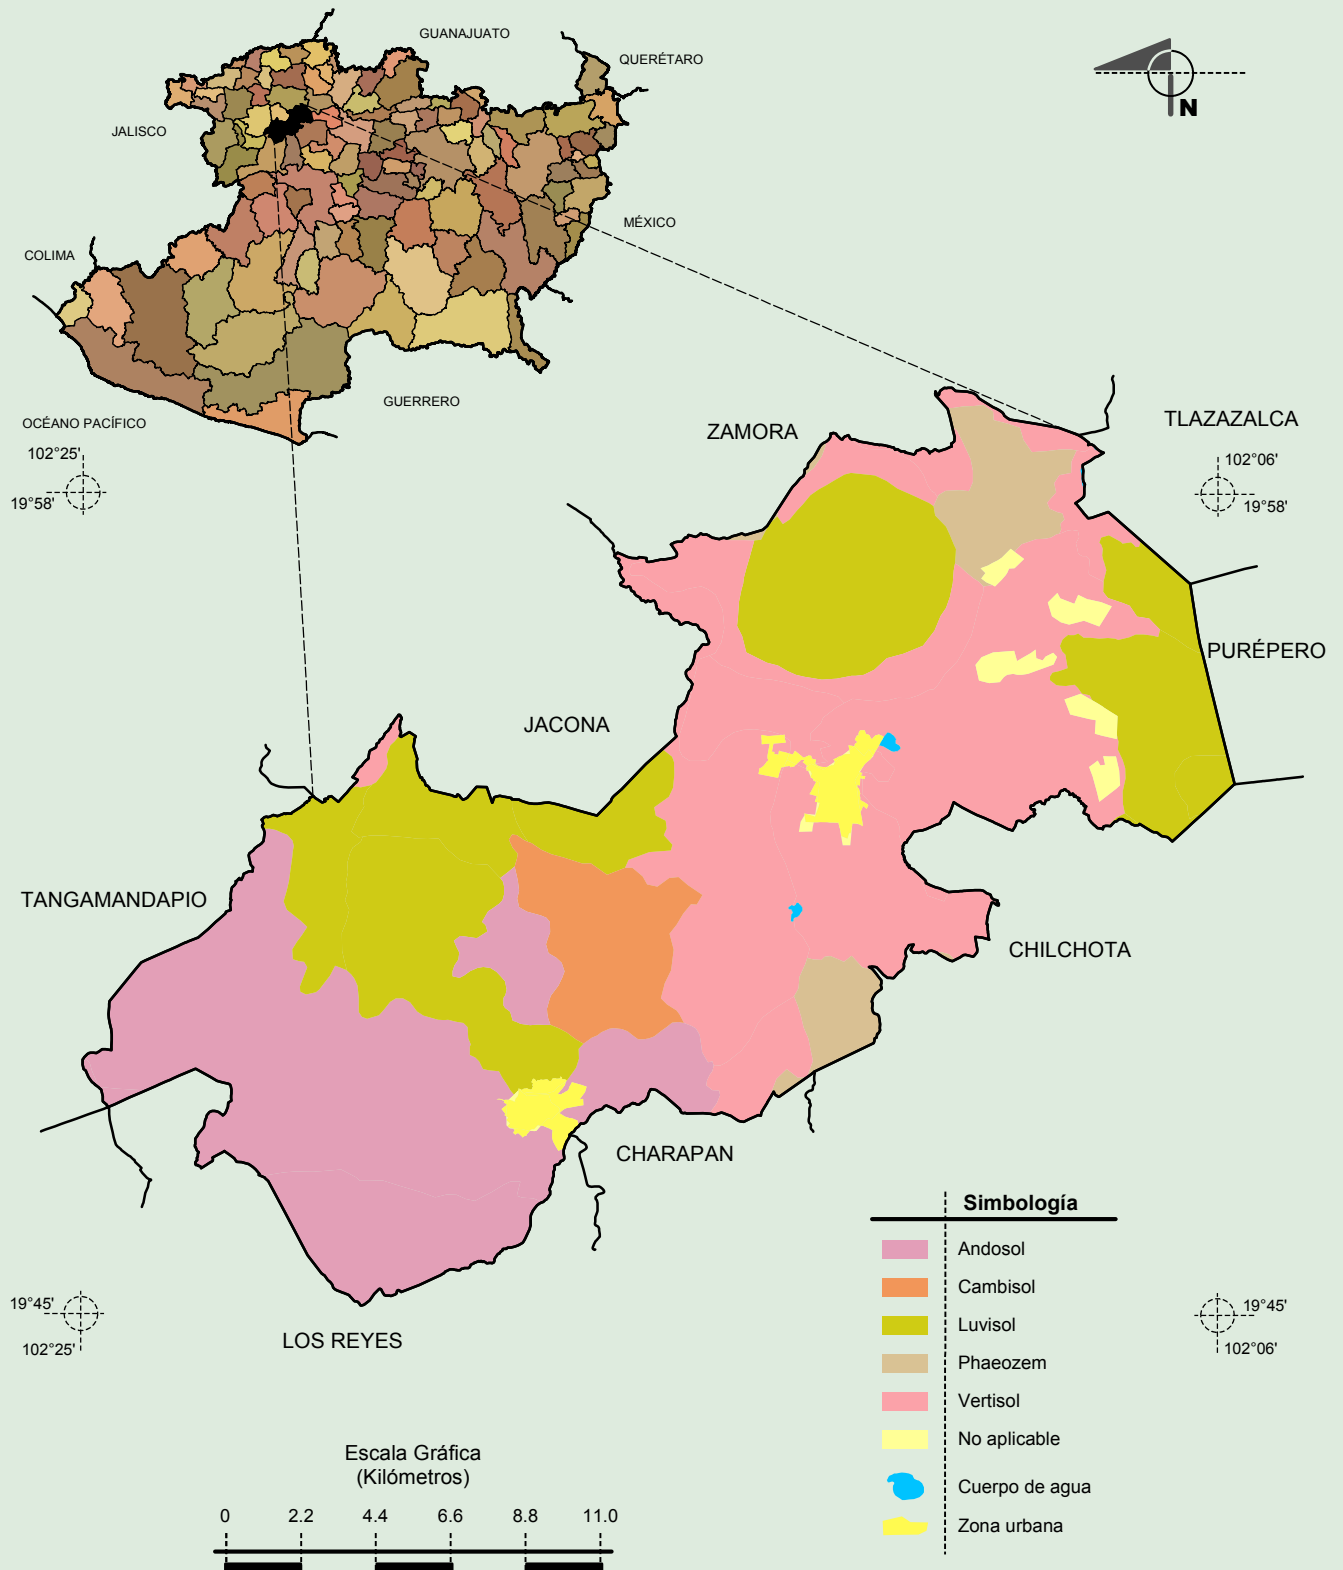 GUANAJUATO
QUERÉTARO
JALISCO
N
MÉXICO
COLIMA
GUERRERO
OCÉANO PACÍFICO
ZAMORA
TLAZAZALCA
102°25'
19°58'
102°06'
19°58'
PURÉPERO
JACONA
TANGAMANDAPIO
CHILCHOTA
CHARAPAN
LOS REYES
19°45'
102°25'
19°45'
102°06'
Simbología
Andosol
Cambisol
Luvisol
Phaeozem
Vertisol
No aplicable
Cuerpo de agua
Zona urbana
Escala Gráfica
(Kilómetros)
0 2.2 4.4 6.6 8.8 11.0